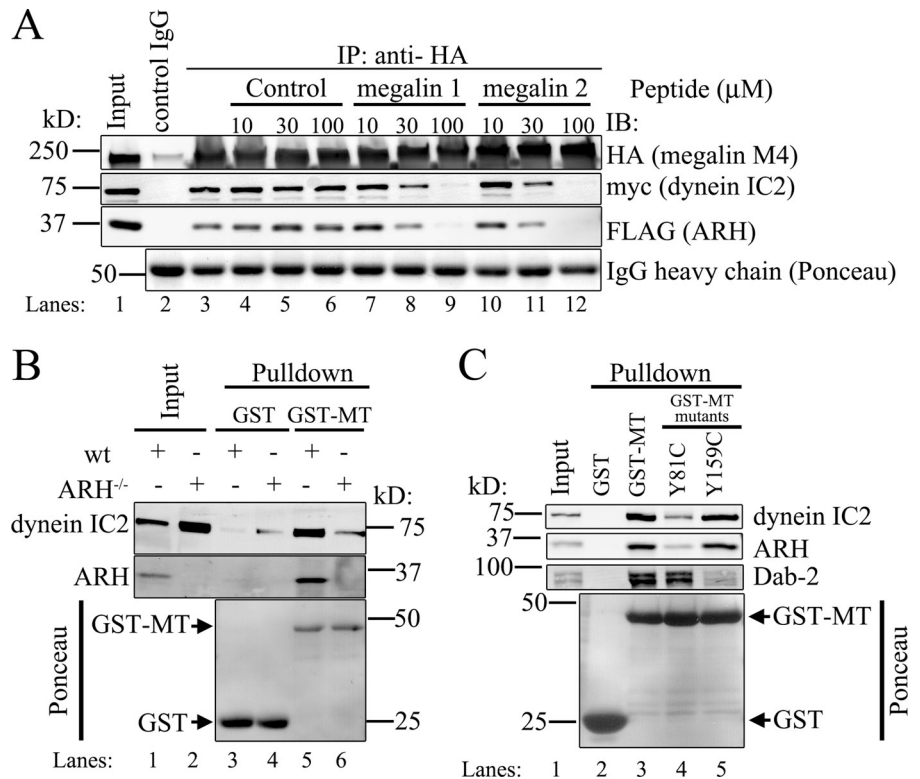 A
Input
control IgG
IP: anti- HA
Control megalin 1 megalin 2 Peptide (μM)
kD: 10 30 100 10 30 100 10 30 100 IB:
250 HA (megalin M4)
75 myc (dynein IC2)
37 FLAG (ARH)
50 IgG heavy chain (Ponceau)
Lanes: 1 2 3 4 5 6 7 8 9 10 11 12
B
Input
Pulldown
GST GST-MT
wt + - + - + -
ARH-/- - + - + - + kD:
dynein IC2 75
ARH 37
Ponceau
GST-MT 50
GST 25
Lanes: 1 2 3 4 5 6
C
Pulldown
GST-MT
mutants
kD: Input GST GST-MT Y81C Y159C
75 dynein IC2
37 ARH
100 Dab-2
50 GST-MT
25 GST
Ponceau
Lanes: 1 2 3 4 5